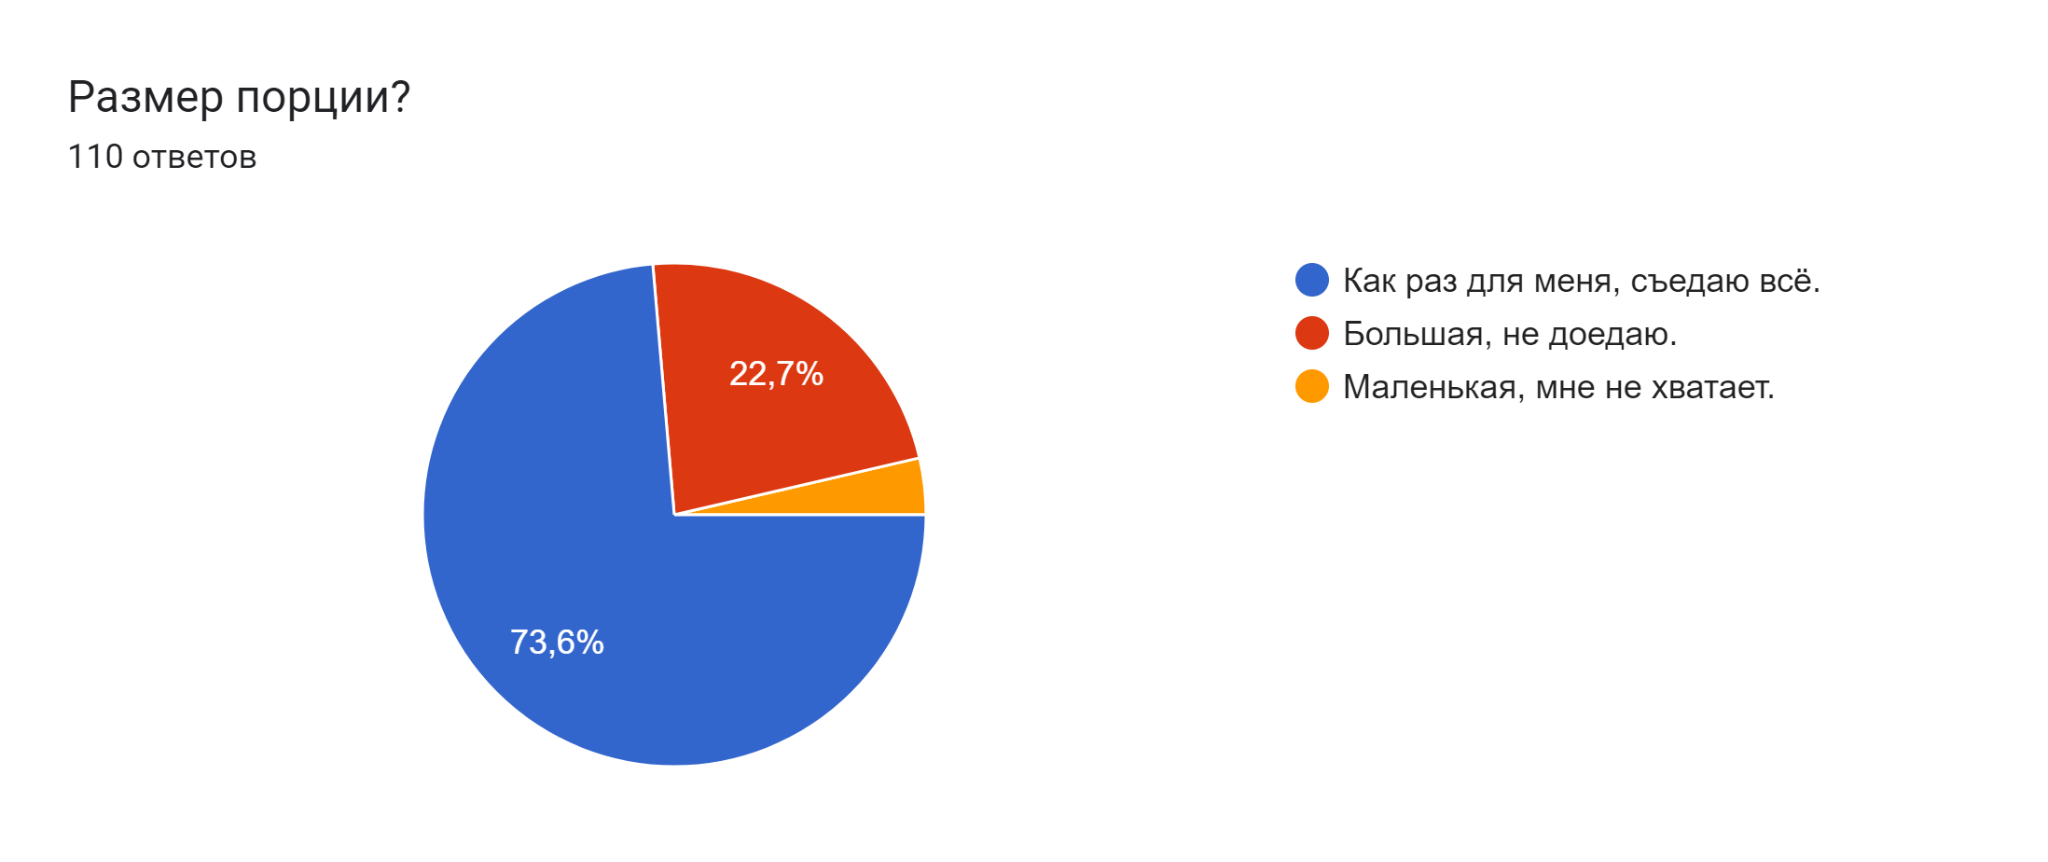 Размер порции?
110 ответов
22,7%
73,6%
Как раз для меня, съедаю всё.
Большая, не доедаю.
Маленькая, мне не хватает.